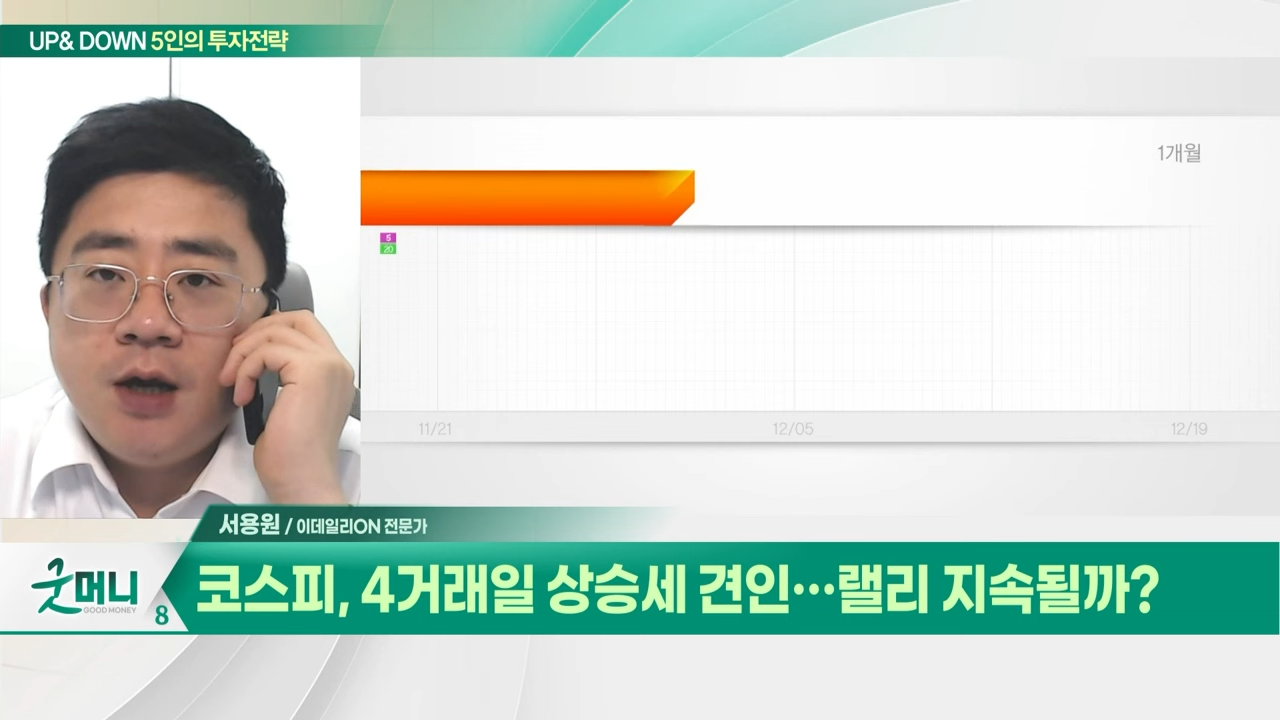 UP& DOWN 5인의 투자전략
1개월
5
20
11/21
12/05
12/19
서용원 / 이데일리ON 전문가
굿머니
GOOD MONEY
8
코스피, 4거래일 상승세 견인…랠리 지속될까?